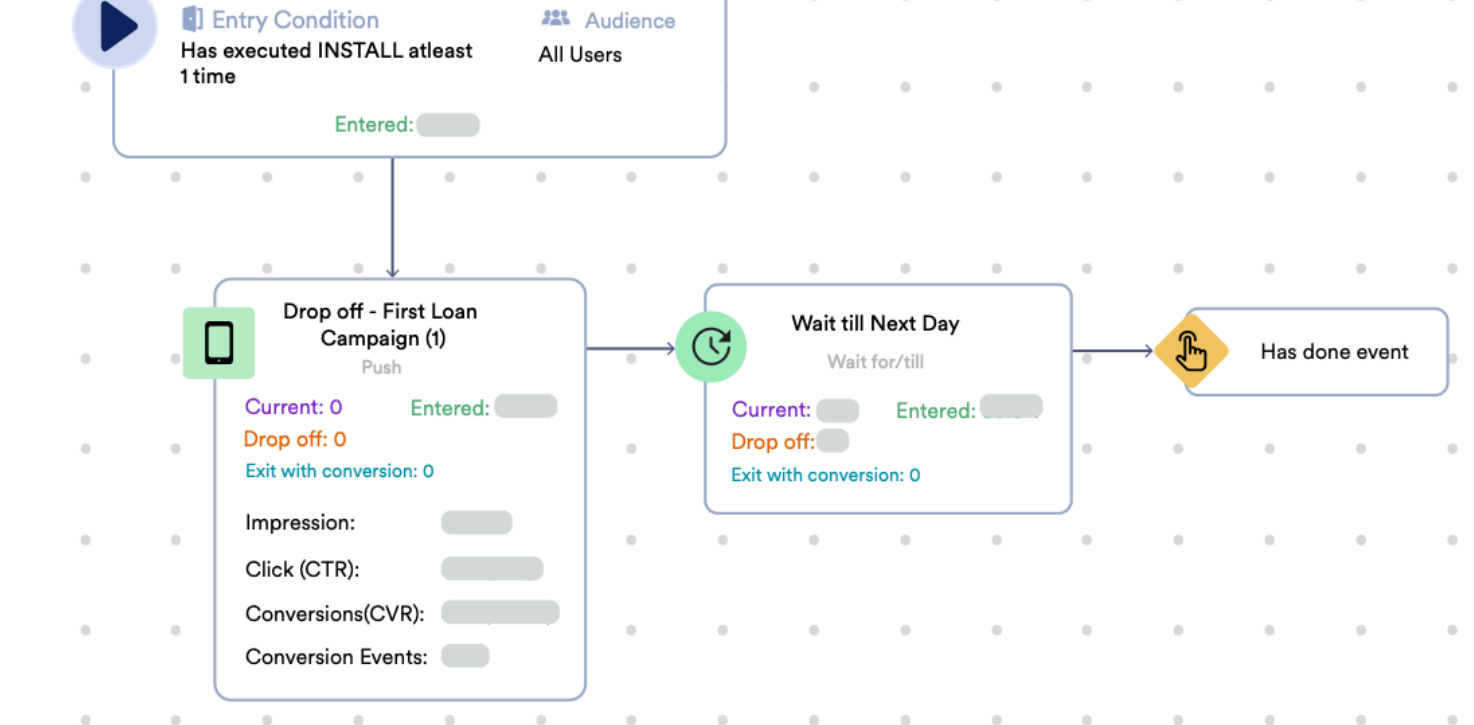 Entry Condition
Audience
Has executed INSTALL atleast
1 time
All Users
Entered:
Drop off - First Loan
Campaign (1)
Push
Current: 0
Entered:
Drop off: 0
Exit with conversion: 0
Impression:
Click (CTR):
Conversions(CVR):
Conversion Events:
Wait till Next Day
Wait for/till
Current:
Entered:
Drop off:
Exit with conversion: 0
Has done event